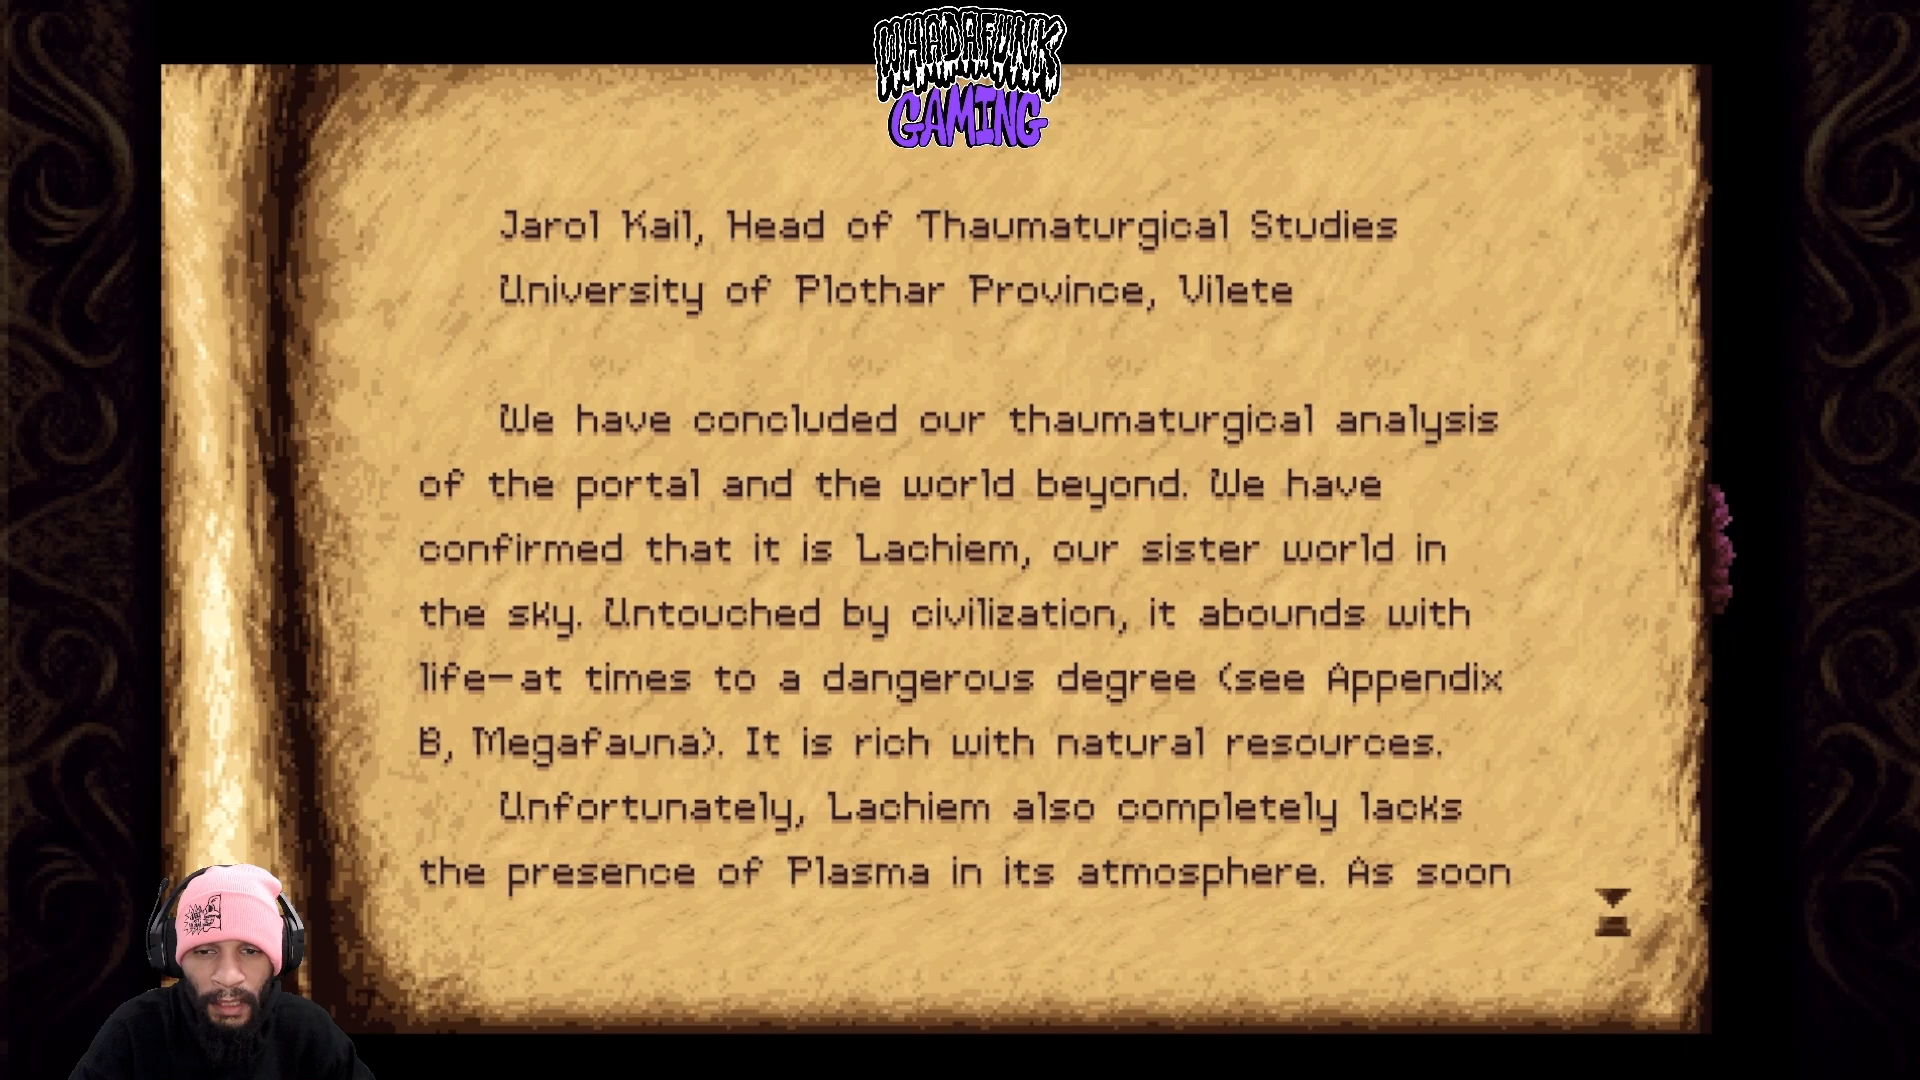 WHADAFUNK
GAMING
Jarol Kail, Head of Thaumaturgical Studies
University of Plothar Province, Vilete
We have concluded our thaumaturgical analysis
of the portal and the world beyond. We have
confirmed that it is Lachiem, our sister world in
the sky. Untouched by civilization, it abounds with
life—at times to a dangerous degree (see Appendix
B, Megafauna). It is rich with natural resources.
Unfortunately, Lachiem also completely lacks
the presence of Plasma in its atmosphere. As soon